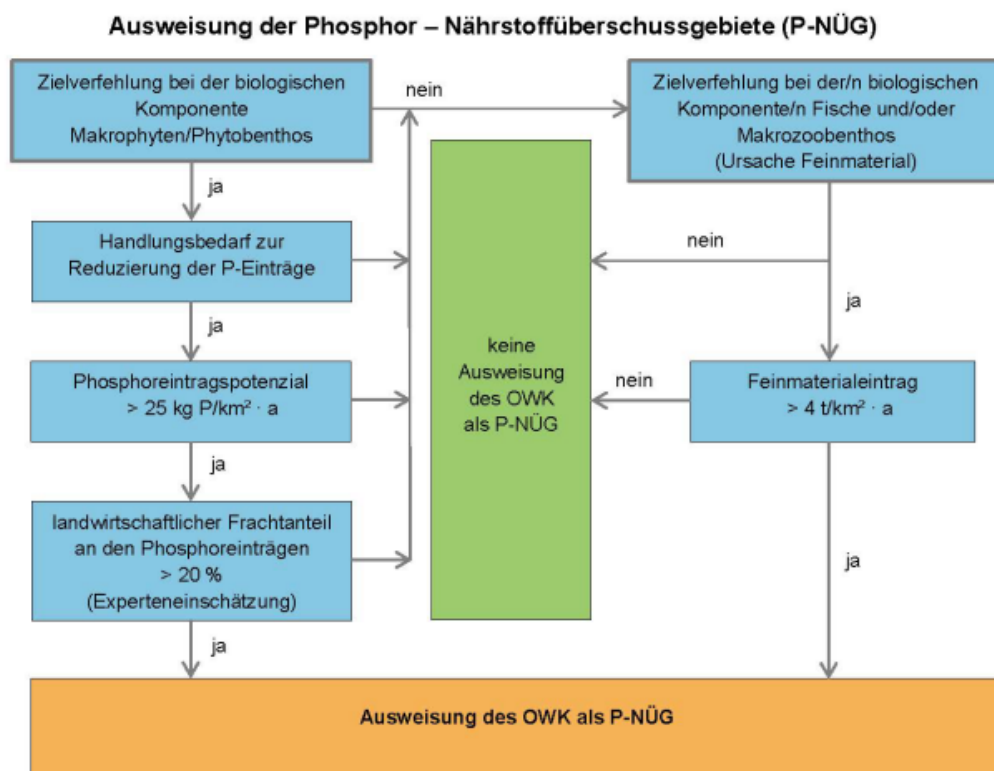 Ausweisung der Phosphor – Nährstoffüberschussgebiete (P-NÜG)
Zielverfehlung bei der biologischen
Komponente
Makrophyten/Phytobenthos
nein
Zielverfehlung bei der/n biologischen
Komponente/n Fische und/oder
Makrozoobenthos
(Ursache Feinmaterial)
ja
Handlungsbedarf zur
Reduzierung der P-Einträge
nein
ja
ja
Phosphoreintragspotenzial
> 25 kg P/km² · a
keine
Ausweisung
des OWK
als P-NÜG
nein
Feinmaterialeintrag
> 4 t/km² · a
ja
landwirtschaftlicher Frachtanteil
an den Phosphoreinträgen
> 20 %
(Experteneinschätzung)
ja
ja
Ausweisung des OWK als P-NÜG